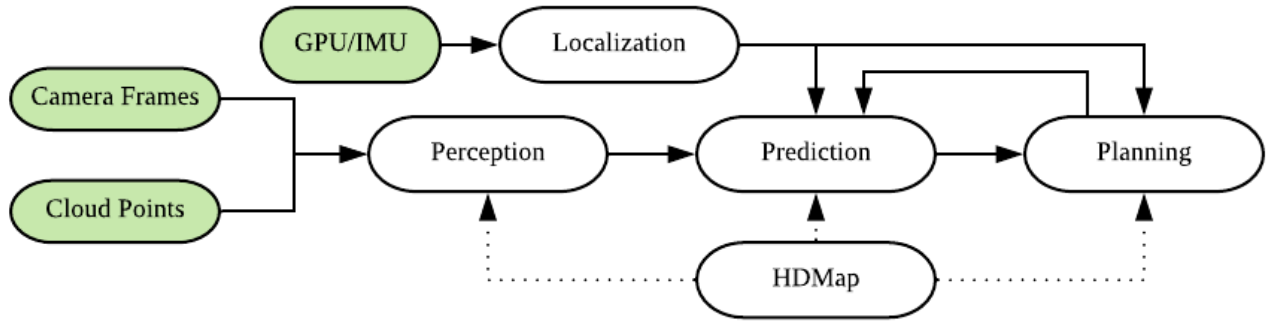 GPU/IMU
Localization
Camera Frames
Perception
Prediction
Planning
Cloud Points
HDMap